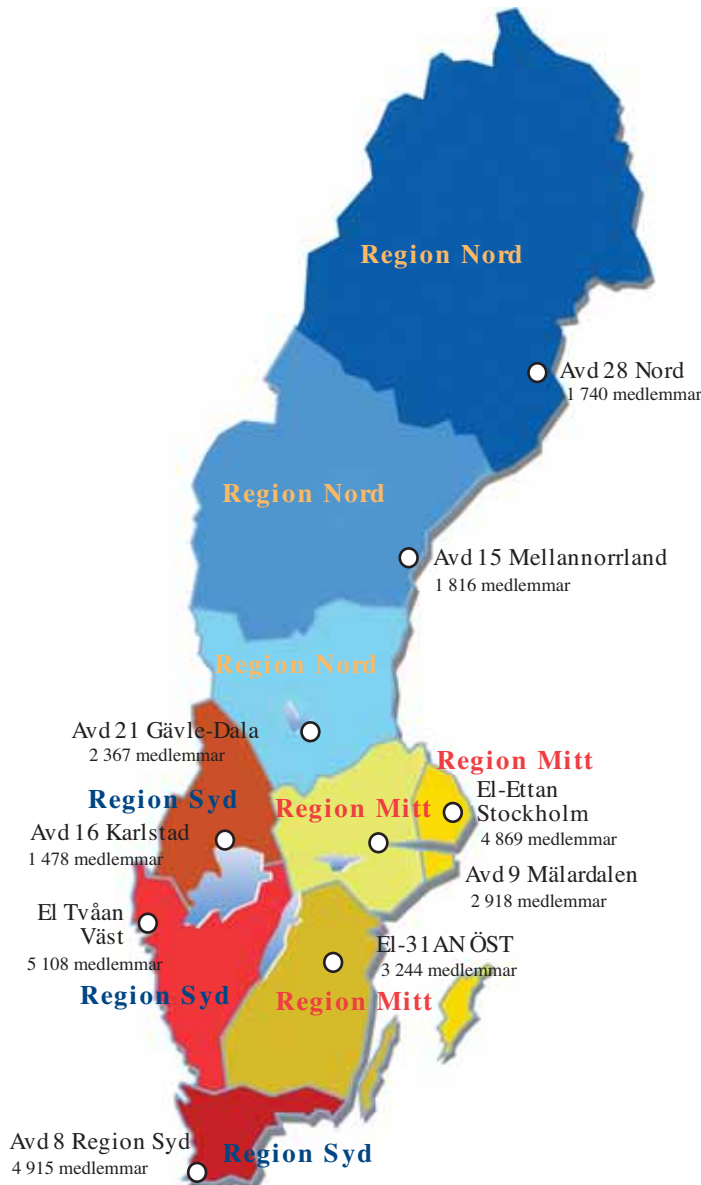 Region Nord
Avd 28 Nord
1 740 medlemmar
Region Nord
Avd 15 Mellannorrland
1 816 medlemmar
Region Nord
Avd 21 Gävle-Dala
2 367 medlemmar
Region Mitt
El-Ettan
Stockholm
4 869 medlemmar
Region Syd
Region Mitt
Avd 16 Karlstad
1 478 medlemmar
Avd 9 Mälardalen
2 918 medlemmar
El Tvåan
Väst
5 108 medlemmar
El-31AN ÖST
3 244 medlemmar
Region Syd
Region Mitt
Avd 8 Region Syd
4 915 medlemmar
Region Syd